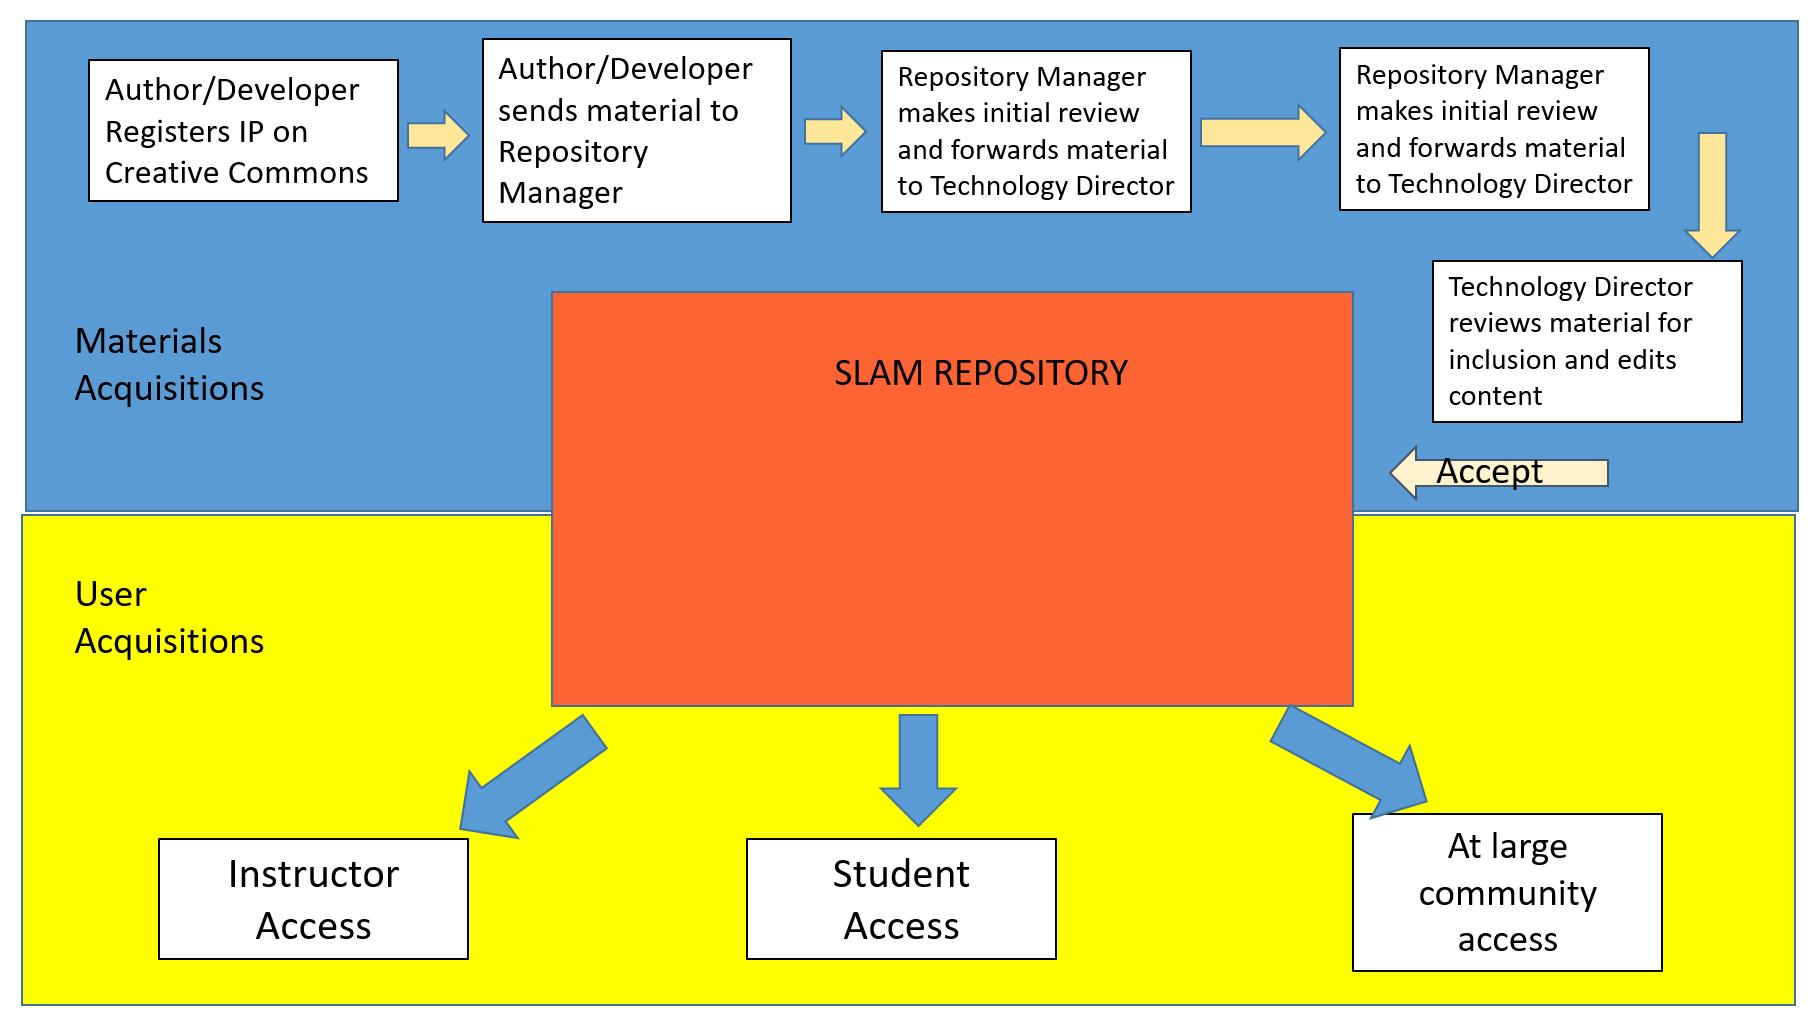 Author/Developer
Registers IP on
Creative Commons
Author/Developer
sends material to
Repository
Manager
Repository Manager
makes initial review
and forwards material
to Technology Director
Repository Manager
makes initial review
and forwards material
to Technology Director
Technology Director
reviews material for
inclusion and edits
content
Materials
Acquisitions
SLAM REPOSITORY
Accept
User
Acquisitions
Instructor
Access
Student
Access
At large
community
access